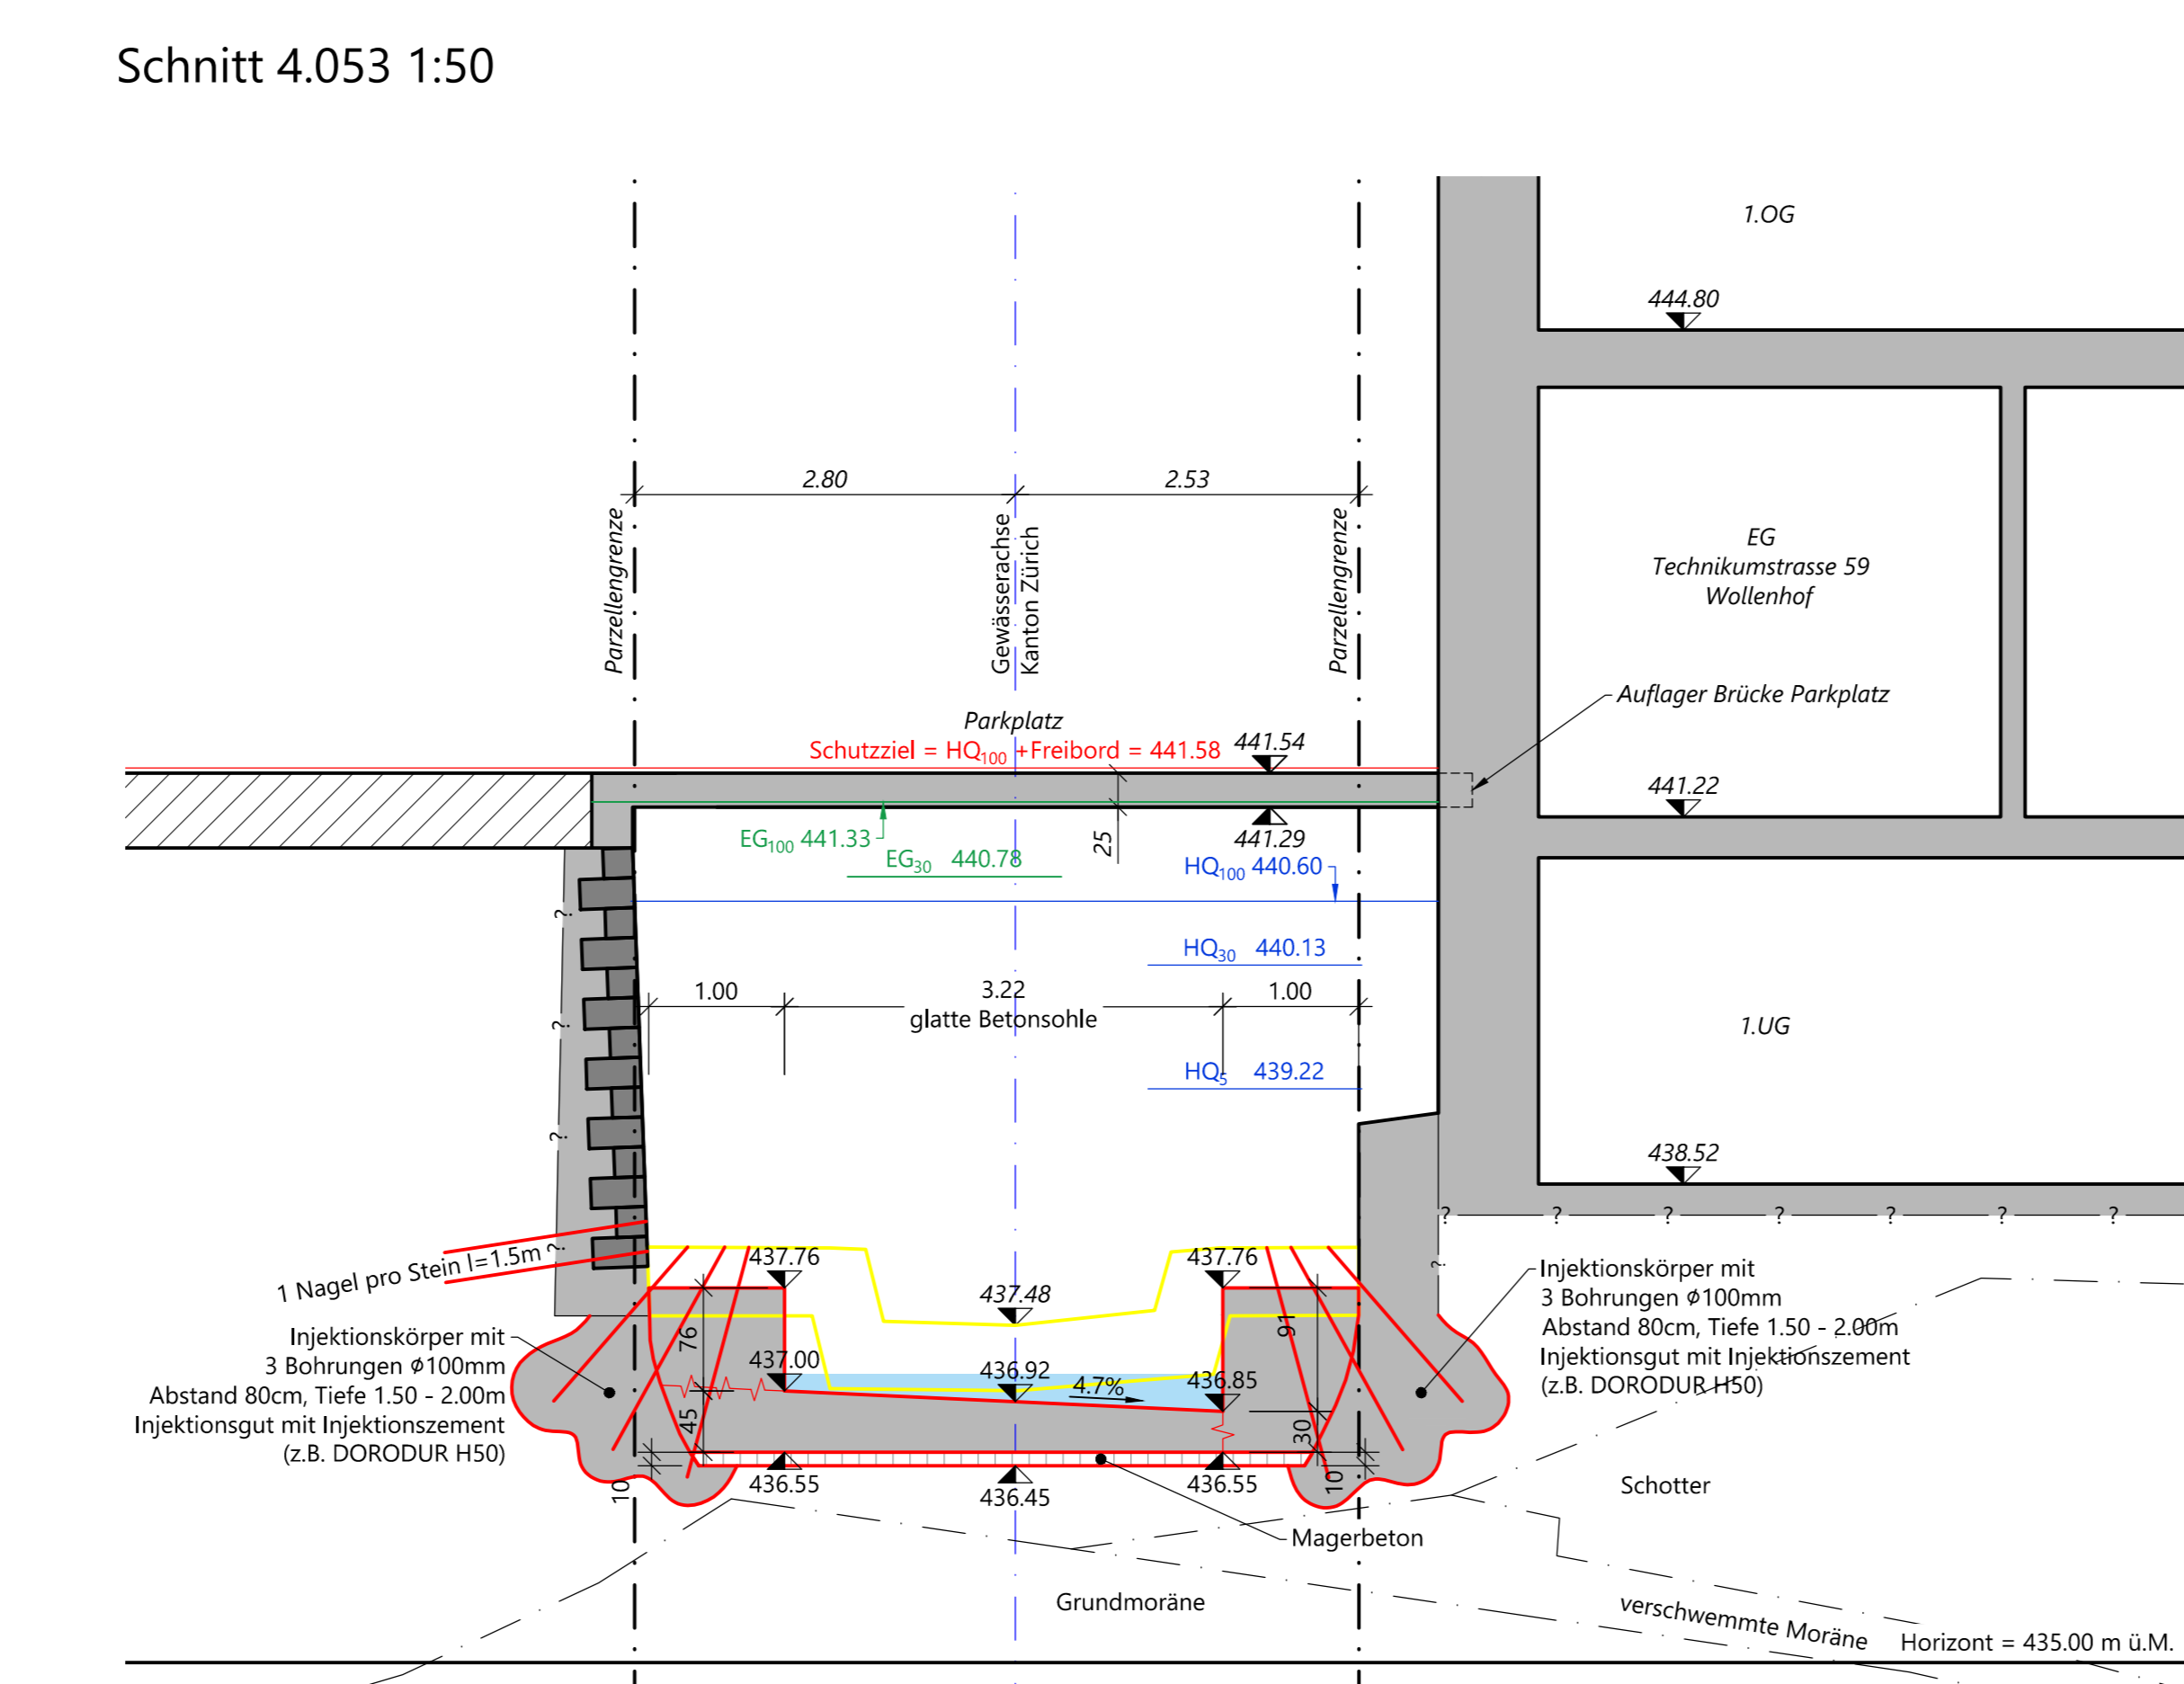 Schnitt 4.053 1:50
1.OG
444.80
2.80
2.53
Parzellengrenze
Gewässerachse
Kanton Zürich
Parzellengrenze
EG
Technikumstrasse 59
Wollenhof
Auflager Brücke Parkplatz
Parkplatz
Schutzziel = HQ100 +Freibord = 441.58
441.54
441.22
EG100 441.33
25
441.29
EG30 440.78
HQ100 440.60
?
HQ30 440.13
1.00
3.22
1.00
glatte Betonsohle
?
1.UG
HQ5 439.22
?
438.52
? ? ? ? ? ? ?
1 Nagel pro Stein l=1.5m ?
437.76
437.76
?
437.48
Injektionskörper mit
3 Bohrungen ϕ100mm
Abstand 80cm, Tiefe 1.50 - 2.00m
Injektionsgut mit Injektionszement
(z.B. DORODUR H50)
Injektionskörper mit
3 Bohrungen ϕ100mm
Abstand 80cm, Tiefe 1.50 - 2.00m
Injektionsgut mit Injektionszement
(z.B. DORODUR H50)
76
91
437.00
436.92
4.7%
436.85
45
30
10
436.55
436.45
436.55
10
Schotter
Magerbeton
Grundmoräne
verschwemmte Moräne
Horizont = 435.00 m ü.M.